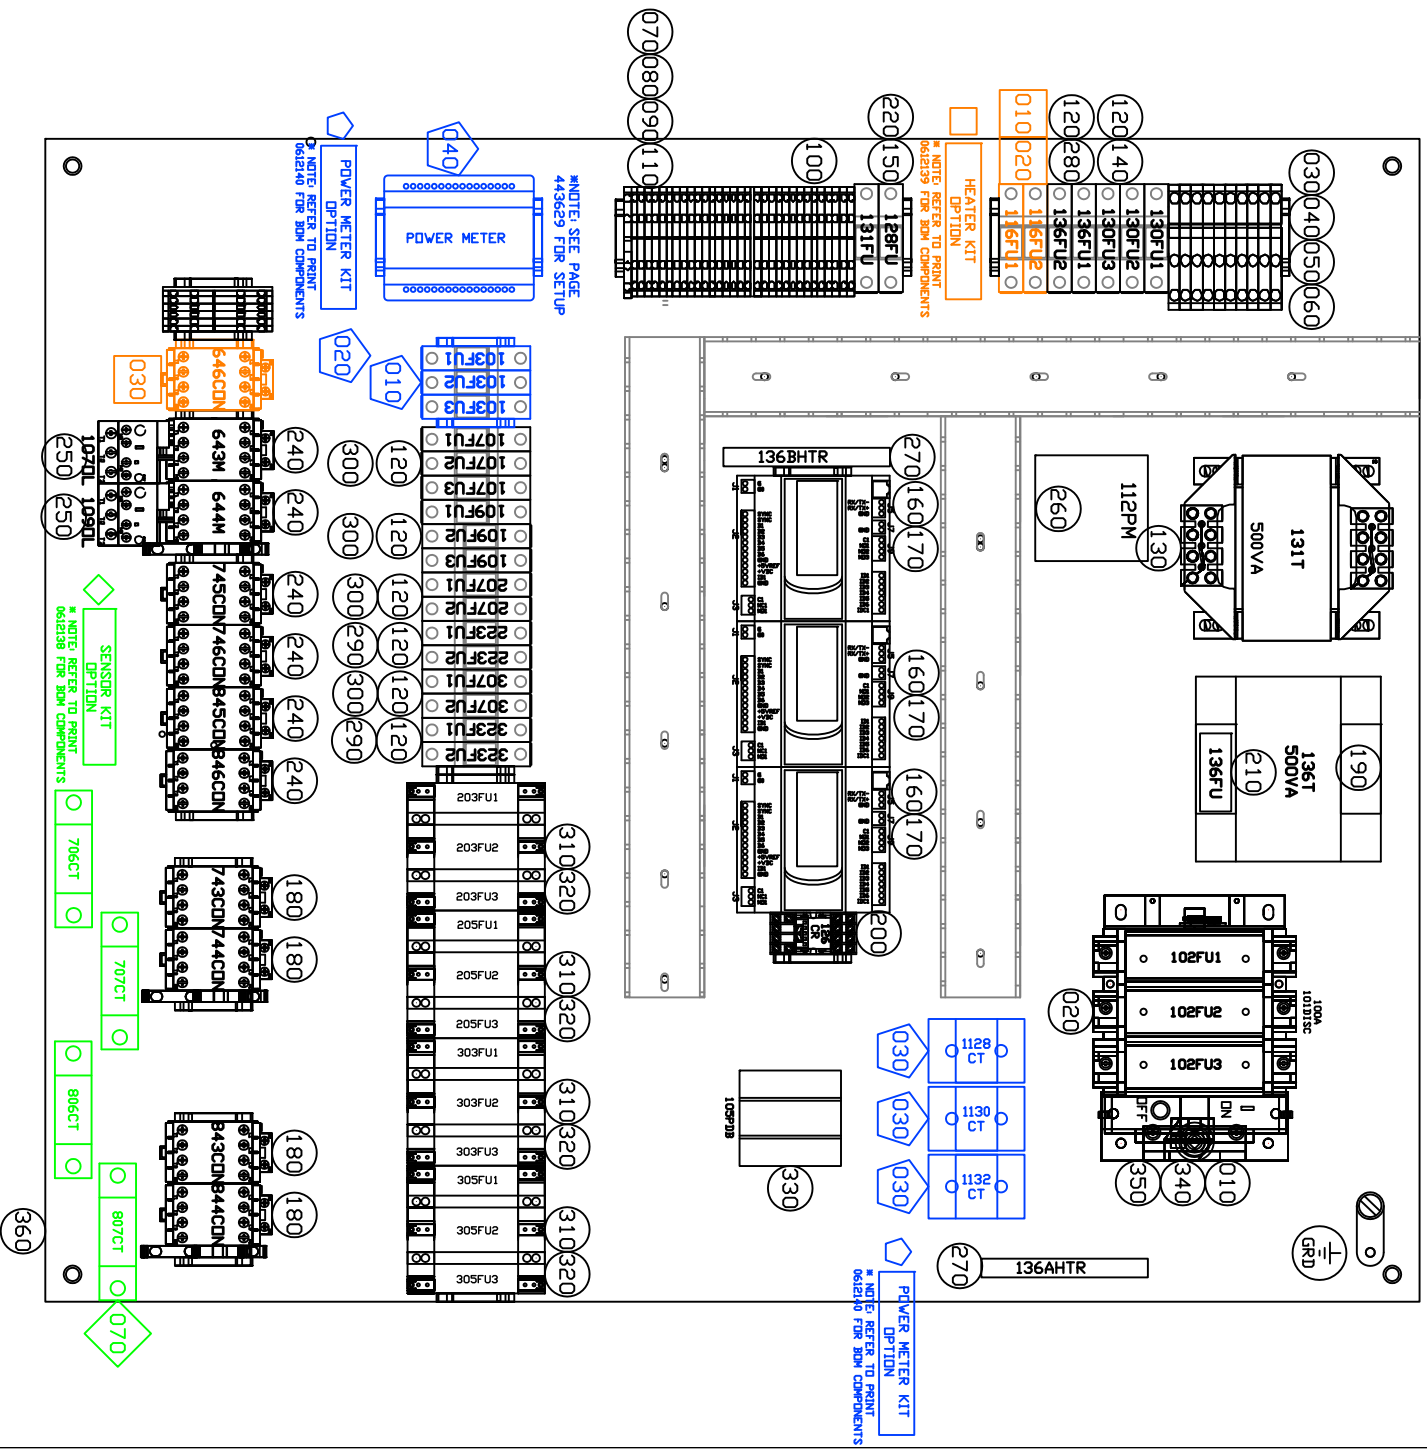 070
080
090
110
100
220
150
010
020
120
280
120
140
030
040
050
060
* NOTE: REFER TO PRINT
0612140 FOR BOM COMPONENTS
POWER METER KIT
OPTION
040
POWER METER
*NOTE: SEE PAGE
443629 FOR SETUP
131FU
128FU
* NOTE: REFER TO PRINT
0612139 FOR BOM COMPONENTS
HEATER KIT
OPTION
116FU1
116FU2
136FU2
136FU1
130FU3
130FU2
130FU1
020
010
103FU1
103FU2
103FU3
107FU1
107FU2
107FU3
109FU1
109FU2
109FU3
207FU1
207FU2
223FU1
223FU2
307FU1
307FU2
323FU1
323FU2
300
120
300
120
300
120
290
120
300
120
290
120
030
646CON
643M
644M
240
240
250
250
107OL
109OL
745CON
746CON
845CON
846CON
240
240
240
240
SENSOR KIT
OPTION
* NOTE: REFER TO PRINT
0612138 FOR BOM COMPONENTS
136BHTR
270
160
170
160
170
160
170
126
CR
200
112PM
260
130
131T
500VA
136T
500VA
136FU
210
190
203FU1
203FU2
203FU3
205FU1
205FU2
205FU3
303FU1
303FU2
303FU3
305FU1
305FU2
305FU3
310
320
310
320
310
320
310
320
706CT
707CT
806CT
807CT
743CON
744CON
180
180
843CON
844CON
180
180
360
070
105PDB
330
030
1128
CT
030
1130
CT
030
1132
CT
020
102FU1
102FU2
102FU3
100A
101DISC
OFF
ON
350
340
010
GRD
270
136AHTR
POWER METER KIT
OPTION
* NOTE: REFER TO PRINT
0612140 FOR BOM COMPONENTS